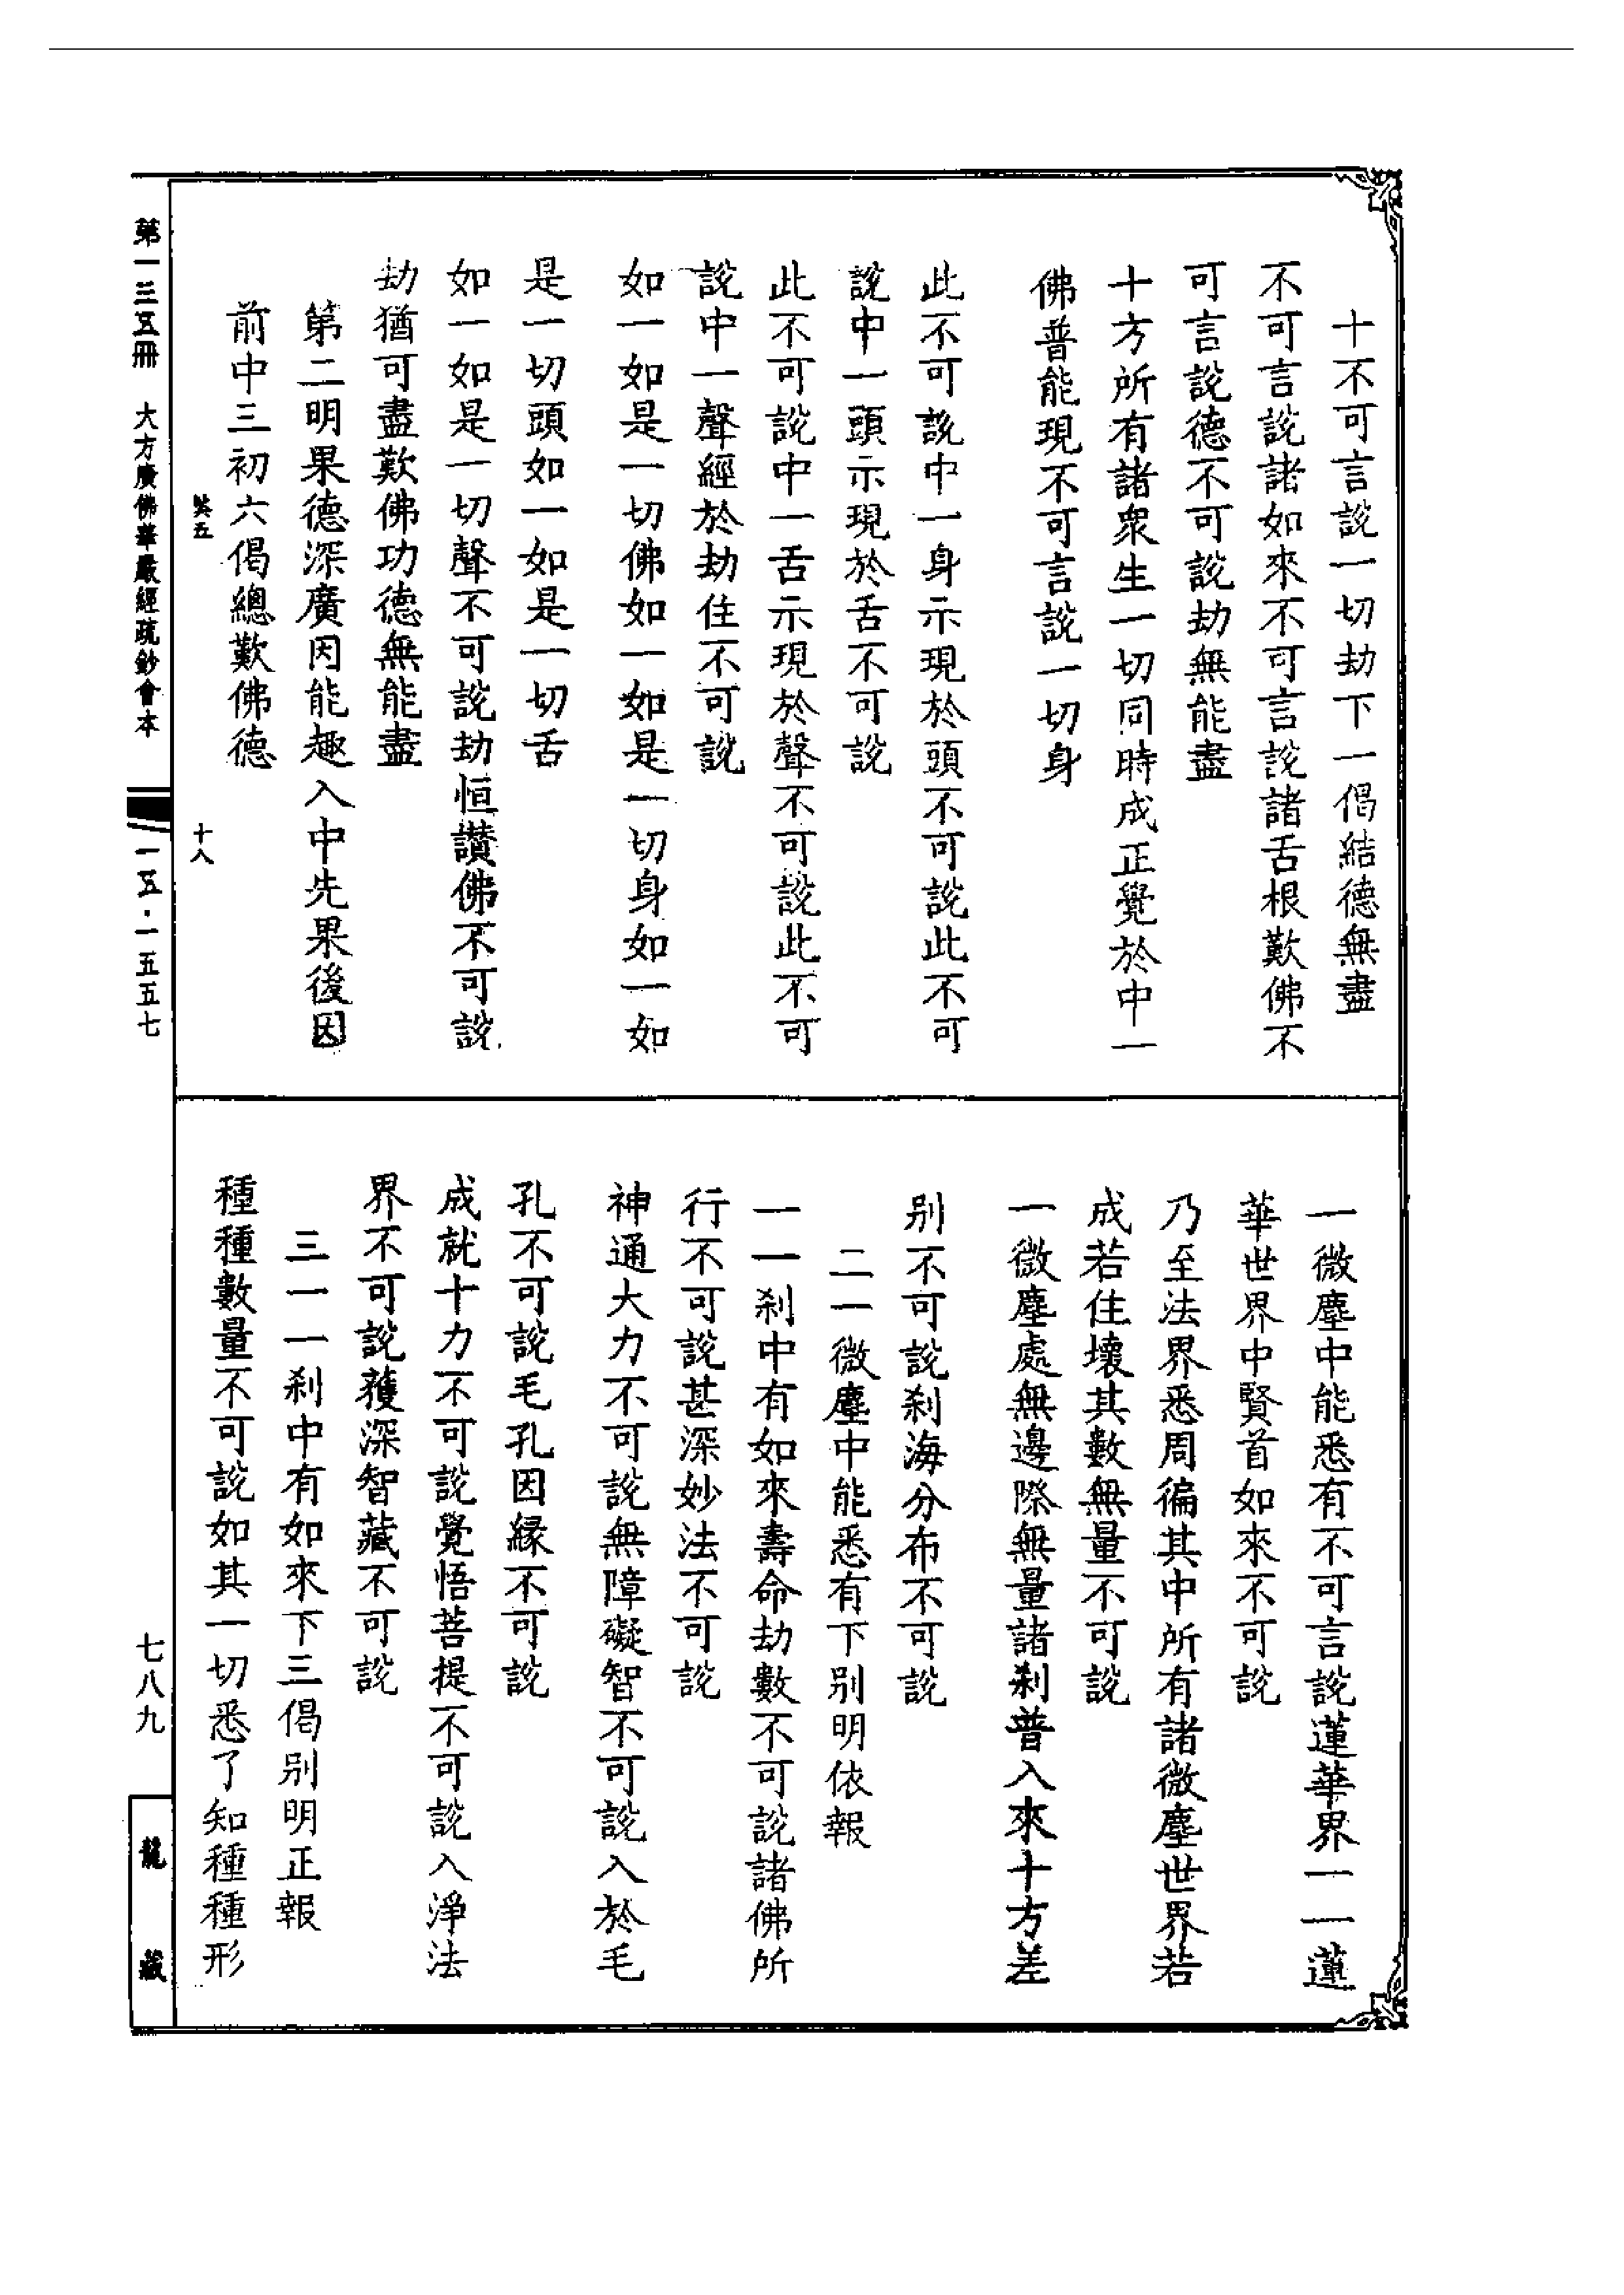 十不可言說一切劫下一偈結德無盡
不可言說諸如來不可言說諸舌根歎佛不
可言說德不可說劫無能盡
十方所有諸衆生一切同時成正覺於中一
佛普能現不可言說一切身
此不可說中一身示現於頭不可說此不可
說中一頭示現於舌不可說
此不可說中一舌示現於聲不可說此不可
說中一聲經於劫住不可說
如一如是一切佛如一如是一切身如一如
是一切頭如一如是一切舌
如一如是一切聲不可說劫恒讚佛不可說
劫猶可盡歎佛功德無能盡
第二明果德深廣因能趣入中先果後因
前中三初六偈總歎佛德
五
十八
一微塵中能悉有不可言說蓮華界一一蓮
華世界中賢首如來不可說
乃至法界悉周徧其中所有諸微塵世界若
成若住壞其數無量不可說
一微塵處無邊際無量諸刹普入來十方差
别不可說刹海分布不可說
二一微塵中能悉有下别明依報
一一刹中有如來壽命劫數不可說諸佛所
行不可說甚深妙法不可說
神通大力不可說無障礙智不可說入於毛
孔不可說毛孔因緣不可說
成就十力不可說覺悟菩提不可說入淨法
界不可說獲深智藏不可說
三一一刹中有如來下三偈别明正報
種種數量不可說如其一切悉了知種種形
第一三五冊 大方廣佛華嚴經疏鈔會本
一五·一五五七
七八九
龍藏